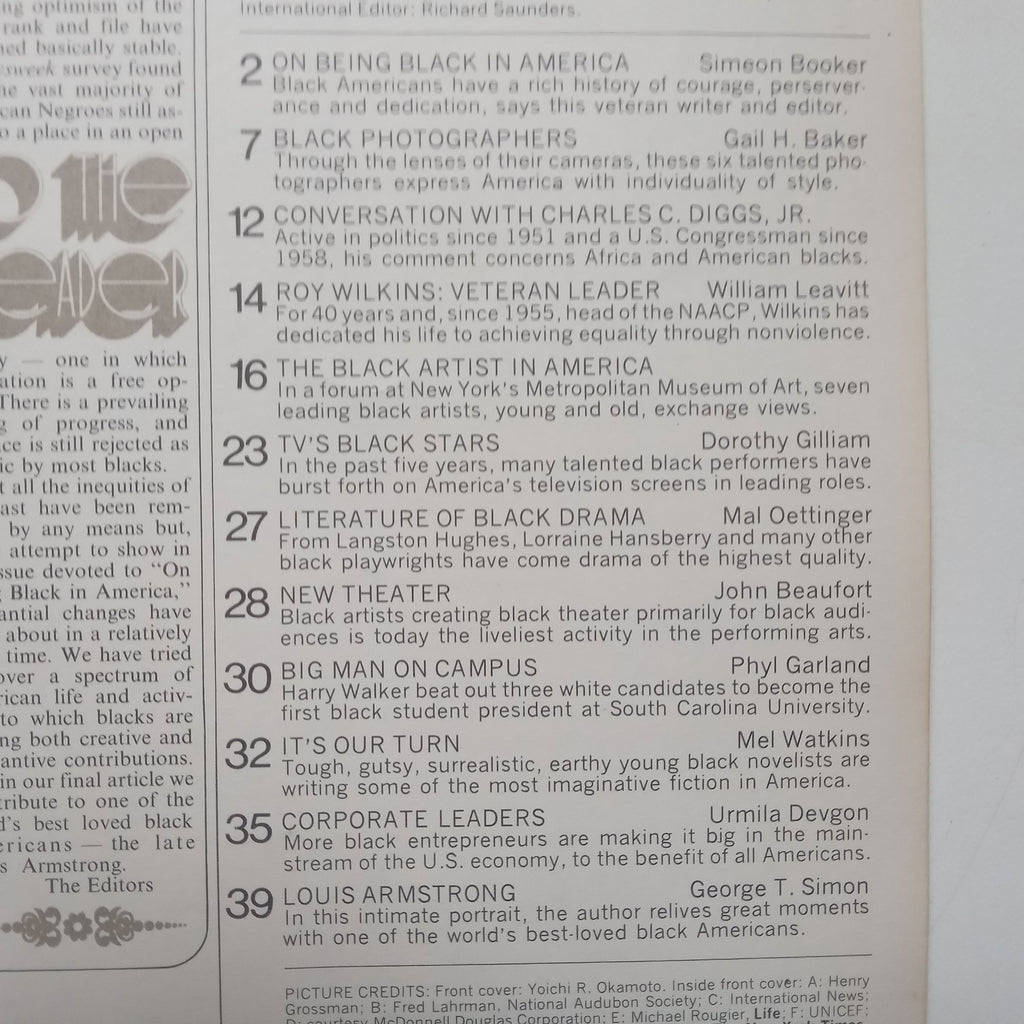 ng optimism of the
rank and file have
ned basically stable.
sweek survey found
e vast majority of
can Negroes still as-
o a place in an open
o the
eader
y — one in which
ation is a free op-
There is a prevailing
g of progress, and
ce is still rejected as
ic by most blacks.
t all the inequities of
ast have been rem-
by any means but,
attempt to show in
ssue devoted to "On
g Black in America,"
antial changes have
about in a relatively
time. We have tried
over a spectrum of
rican life and activ-
to which blacks are
ng both creative and
antive contributions.
in our final article we
tribute to one of the
d's best loved black
ericans — the late
s Armstrong.
The Editors
International Editor: Richard Saunders.
2 ON BEING BLACK IN AMERICA Simeon Booker
Black Americans have a rich history of courage, perserver-
ance and dedication, says this veteran writer and editor.
7 BLACK PHOTOGRAPHERS Gail H. Baker
Through the lenses of their cameras, these six talented pho-
tographers express America with individuality of style.
12 CONVERSATION WITH CHARLES C. DIGGS, JR.
Active in politics since 1951 and a U.S. Congressman since
1958, his comment concerns Africa and American blacks.
14 ROY WILKINS: VETERAN LEADER William Leavitt
For 40 years and, since 1955, head of the NAACP, Wilkins has
dedicated his life to achieving equality through nonviolence.
16 THE BLACK ARTIST IN AMERICA
In a forum at New York's Metropolitan Museum of Art, seven
leading black artists, young and old, exchange views.
23 TV'S BLACK STARS Dorothy Gilliam
In the past five years, many talented black performers have
burst forth on America's television screens in leading roles.
27 LITERATURE OF BLACK DRAMA Mal Oettinger
From Langston Hughes, Lorraine Hansberry and many other
black playwrights have come drama of the highest quality.
28 NEW THEATER John Beaufort
Black artists creating black theater primarily for black audi-
ences is today the liveliest activity in the performing arts.
30 BIG MAN ON CAMPUS Phyl Garland
Harry Walker beat out three white candidates to become the
first black student president at South Carolina University.
32 IT'S OUR TURN Mel Watkins
Tough, gutsy, surrealistic, earthy young black novelists are
writing some of the most imaginative fiction in America.
35 CORPORATE LEADERS Urmila Devgon
More black entrepreneurs are making it big in the main-
stream of the U.S. economy, to the benefit of all Americans.
39 LOUIS ARMSTRONG George T. Simon
In this intimate portrait, the author relives great moments
with one of the world's best-loved black Americans.
PICTURE CREDITS: Front cover: Yoichi R. Okamoto. Inside front cover: A: Henry
Grossman; B: Fred Lahrman, National Audubon Society; C: International News;
D: courtesy McDonnell Douglas Corporation; E: Michael Rougier, Life; F: UNICEF;